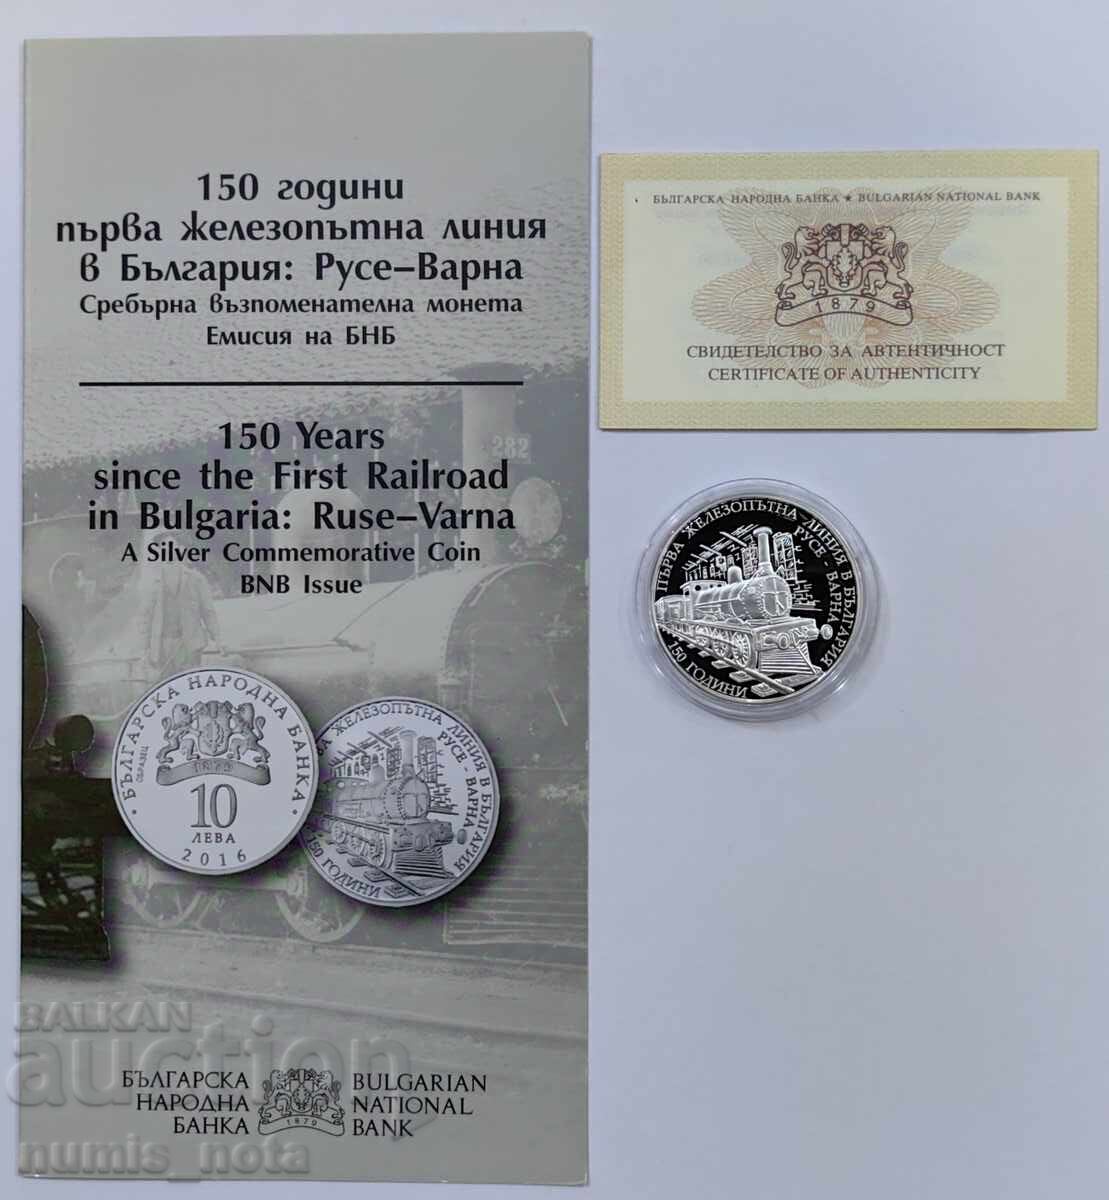 150 години
първа железопътна линия
в България: Русе–Варна
Сребърна възпоменателна монета
Емисия на БНБ
150 Years
since the First Railroad
in Bulgaria: Ruse–Varna
A Silver Commemorative Coin
BNB Issue
282
• БЪЛГАРСКА НАРОДНА БАНКА •
ОБРАЗЕЦ
1879
10
ЛЕВА
2016
ЖЕЛЕЗОПЪТНА ЛИНИЯ В БЪЛГАРИЯ
РУСЕ - ВАРНА
150 ГОДИНИ
БЪЛГАРСКА
НАРОДНА
БАНКА
1879
BULGARIAN
NATIONAL
BANK
БЪЛГАРСКА НАРОДНА БАНКА ★ BULGARIAN NATIONAL BANK
1879
СВИДЕТЕЛСТВО ЗА АВТЕНТИЧНОСТ
CERTIFICATE OF AUTHENTICITY
ПЪРВА ЖЕЛЕЗОПЪТНА ЛИНИЯ В БЪЛГАРИЯ
РУСЕ - ВАРНА
150 ГОДИНИ
BALKAN
auction
numis_nota